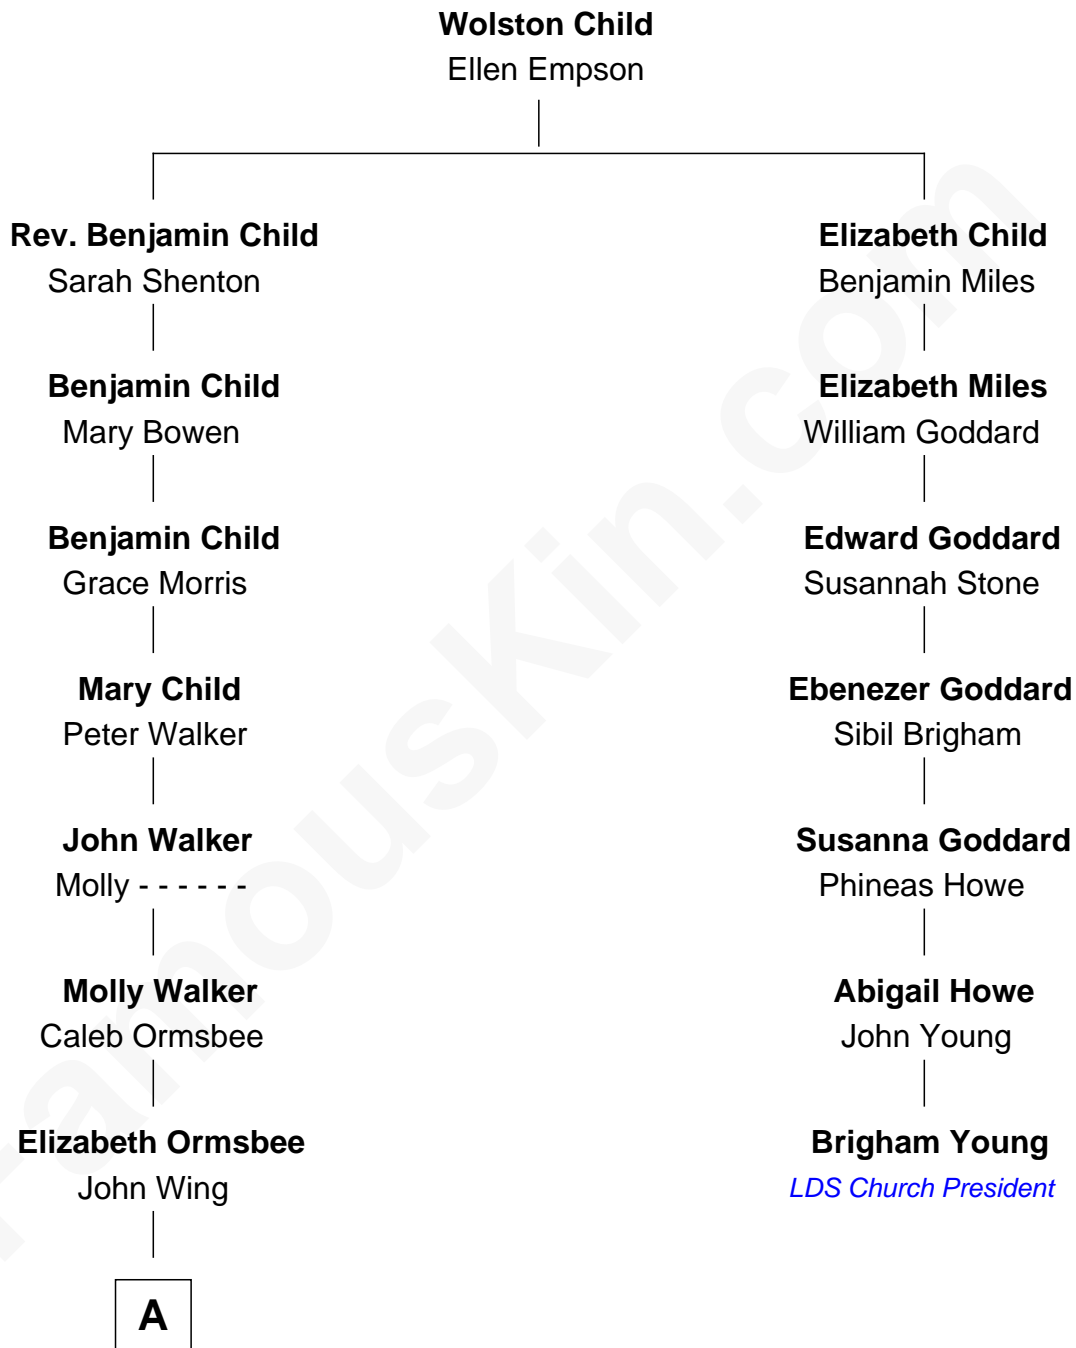 Wolston Child
Ellen Empson
Rev. Benjamin Child
Sarah Shenton
Elizabeth Child
Benjamin Miles
Benjamin Child
Mary Bowen
Elizabeth Miles
William Goddard
Benjamin Child
Grace Morris
Edward Goddard
Susannah Stone
Mary Child
Peter Walker
Ebenezer Goddard
Sibil Brigham
John Walker
Molly - - - - - -
Susanna Goddard
Phineas Howe
Molly Walker
Caleb Ormsbee
Abigail Howe
John Young
Elizabeth Ormsbee
John Wing
Brigham Young
LDS Church President
A
FamousKin.com